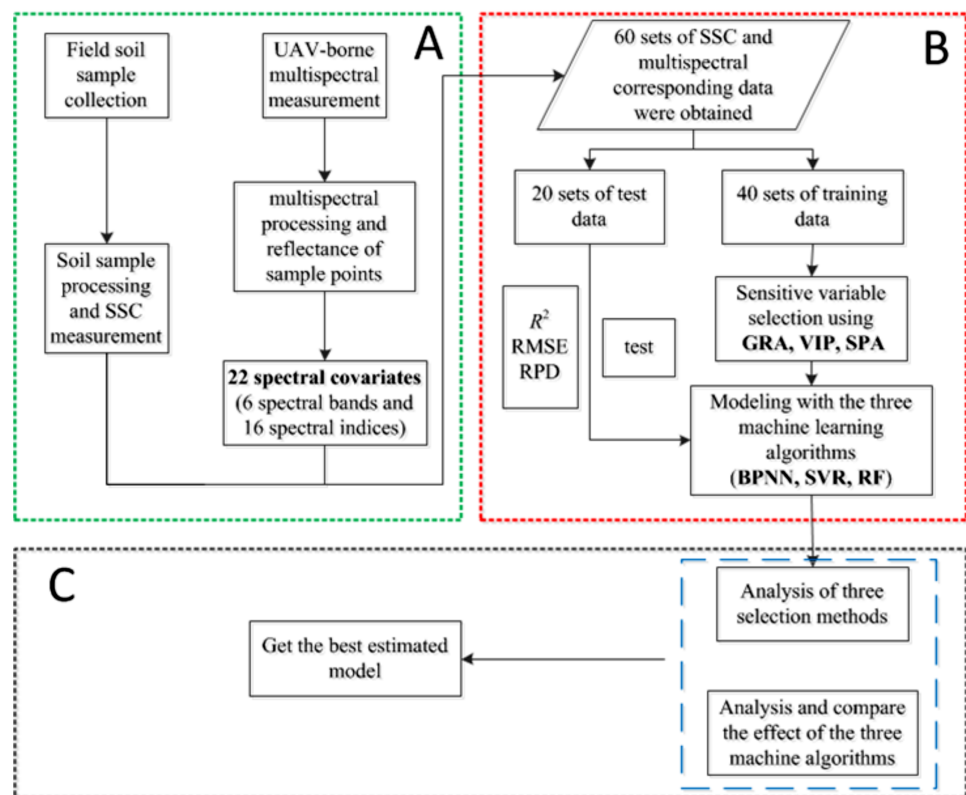 A
Field soil
sample
collection
UAV-borne
multispectral
measurement
multispectral
processing and
reflectance of
sample points
Soil sample
processing
and SSC
measurement
22 spectral covariates
(6 spectral bands and
16 spectral indices)
B
60 sets of SSC and
multispectral
corresponding data
were obtained
20 sets of test
data
40 sets of training
data
R²
RMSE
RPD
test
Sensitive variable
selection using
GRA, VIP, SPA
Modeling with the three
machine learning
algorithms
(BPNN, SVR, RF)
C
Analysis of three
selection methods
Get the best estimated
model
Analysis and compare
the effect of the three
machine algorithms